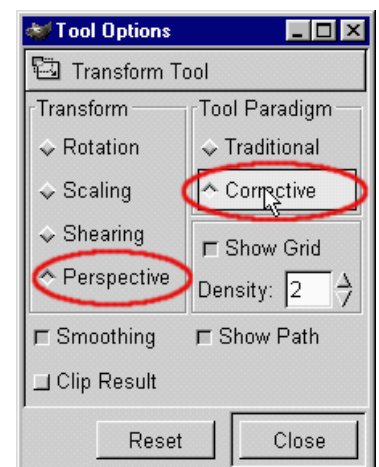 Tool Options
Transform Tool
Transform
Tool Paradigm
Rotation
Traditional
Scaling
Corrective
Shearing
Show Grid
Perspective
Density: 2
Smoothing
Show Path
Clip Result
Reset
Close